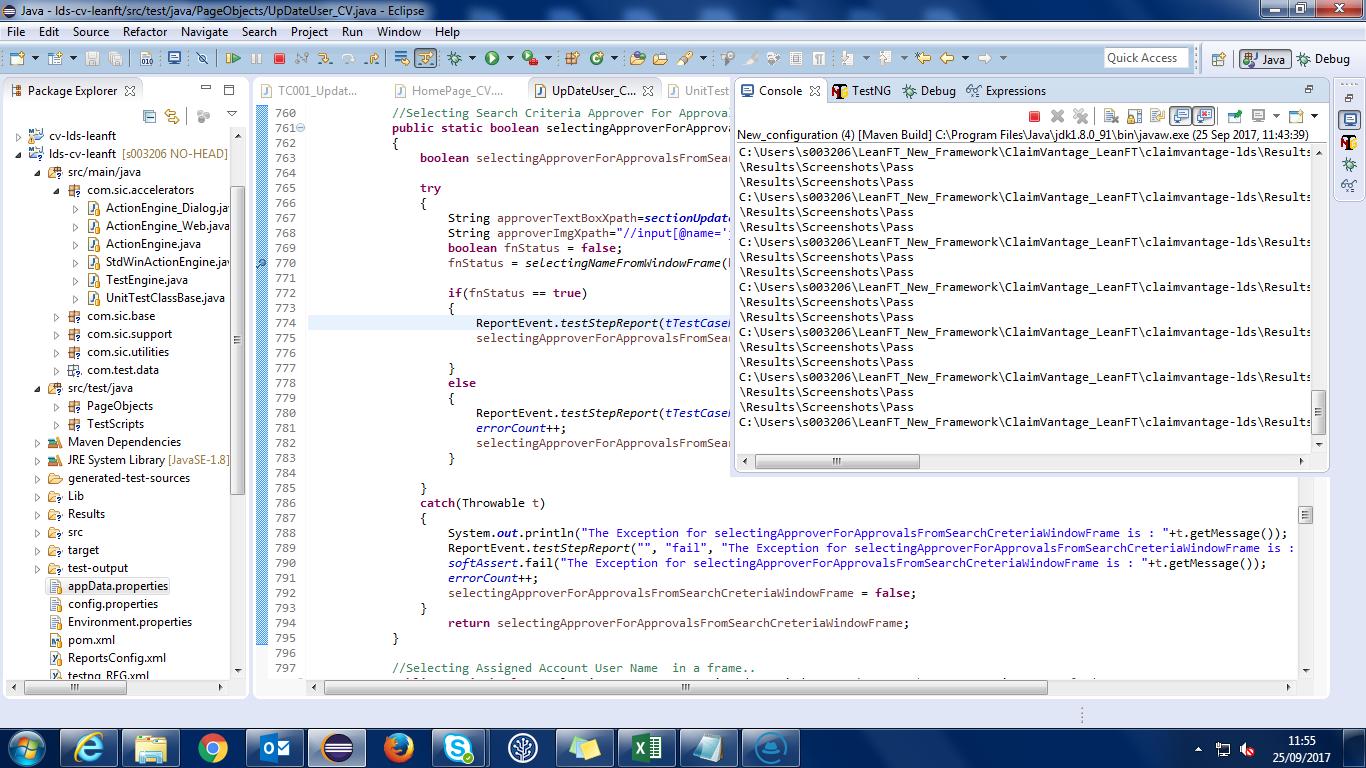 Java - lds-cv-leanft/src/test/java/PageObjects/UpDateUser_CV.java - Eclipse
File Edit Source Refactor Navigate Search Project Run Window Help
Quick Access Java Debug
Package Explorer
cv-lds-leanft
lds-cv-leanft [s003206 NO-HEAD]
src/main/java
com.sic.accelerators
ActionEngine_Dialog.ja
ActionEngine_Web.java
ActionEngine.java
StdWinActionEngine.ja
TestEngine.java
UnitTestClassBase.java
com.sic.base
com.sic.support
com.sic.utilities
com.test.data
src/test/java
PageObjects
TestScripts
Maven Dependencies
JRE System Library [JavaSE-1.8]
generated-test-sources
Lib
Results
src
target
test-output
appData.properties
config.properties
Environment.properties
pom.xml
ReportsConfig.xml
testng_REG.xml
TC001_Updat... HomePage_CV.... UpDateUser_C... UnitTest
760 //Selecting Search Criteria Approver For Approva
761 public static boolean selectingApproverForApprov
762 {
763 boolean selectingApproverForApprovalsFromSear
764
765 try
766 {
767 String approverTextBoxXpath=sectionUpdate
768 String approverImgXpath="//input[@name='
769 boolean fnStatus = false;
770 fnStatus = selectingNameFromWindowFrame(
771
772 if(fnStatus == true)
773 {
774 ReportEvent.testStepReport(tTestCase
775 selectingApproverForApprovalsFromSear
776
777 }
778 else
779 {
780 ReportEvent.testStepReport(tTestCase
781 errorCount++;
782 selectingApproverForApprovalsFromSear
783 }
784
785 }
786 catch(Throwable t)
787 {
788 System.out.println("The Exception for selectingApproverForApprovalsFromSearchCreteriaWindowFrame is : "+t.getMessage());
789 ReportEvent.testStepReport("", "fail", "The Exception for selectingApproverForApprovalsFromSearchCreteriaWindowFrame is :
790 softAssert.fail("The Exception for selectingApproverForApprovalsFromSearchCreteriaWindowFrame is : "+t.getMessage());
791 errorCount++;
792 selectingApproverForApprovalsFromSearchCreteriaWindowFrame = false;
793 }
794 return selectingApproverForApprovalsFromSearchCreteriaWindowFrame;
795 }
796
797 //Selecting Assigned Account User Name in a frame..
Console TestNG Debug Expressions
New_configuration (4) [Maven Build] C:\Program Files\Java\jdk1.8.0_91\bin\javaw.exe (25 Sep 2017, 11:43:39)
C:\Users\s003206\LeanFT_New_Framework\ClaimVantage_LeanFT\claimvantage-lds\Results
\Results\Screenshots\Pass
\Results\Screenshots\Pass
C:\Users\s003206\LeanFT_New_Framework\ClaimVantage_LeanFT\claimvantage-lds\Results
\Results\Screenshots\Pass
\Results\Screenshots\Pass
C:\Users\s003206\LeanFT_New_Framework\ClaimVantage_LeanFT\claimvantage-lds\Results
\Results\Screenshots\Pass
\Results\Screenshots\Pass
C:\Users\s003206\LeanFT_New_Framework\ClaimVantage_LeanFT\claimvantage-lds\Results
\Results\Screenshots\Pass
\Results\Screenshots\Pass
C:\Users\s003206\LeanFT_New_Framework\ClaimVantage_LeanFT\claimvantage-lds\Results
\Results\Screenshots\Pass
\Results\Screenshots\Pass
C:\Users\s003206\LeanFT_New_Framework\ClaimVantage_LeanFT\claimvantage-lds\Results
\Results\Screenshots\Pass
\Results\Screenshots\Pass
C:\Users\s003206\LeanFT_New_Framework\ClaimVantage_LeanFT\claimvantage-lds\Results
11:55
25/09/2017